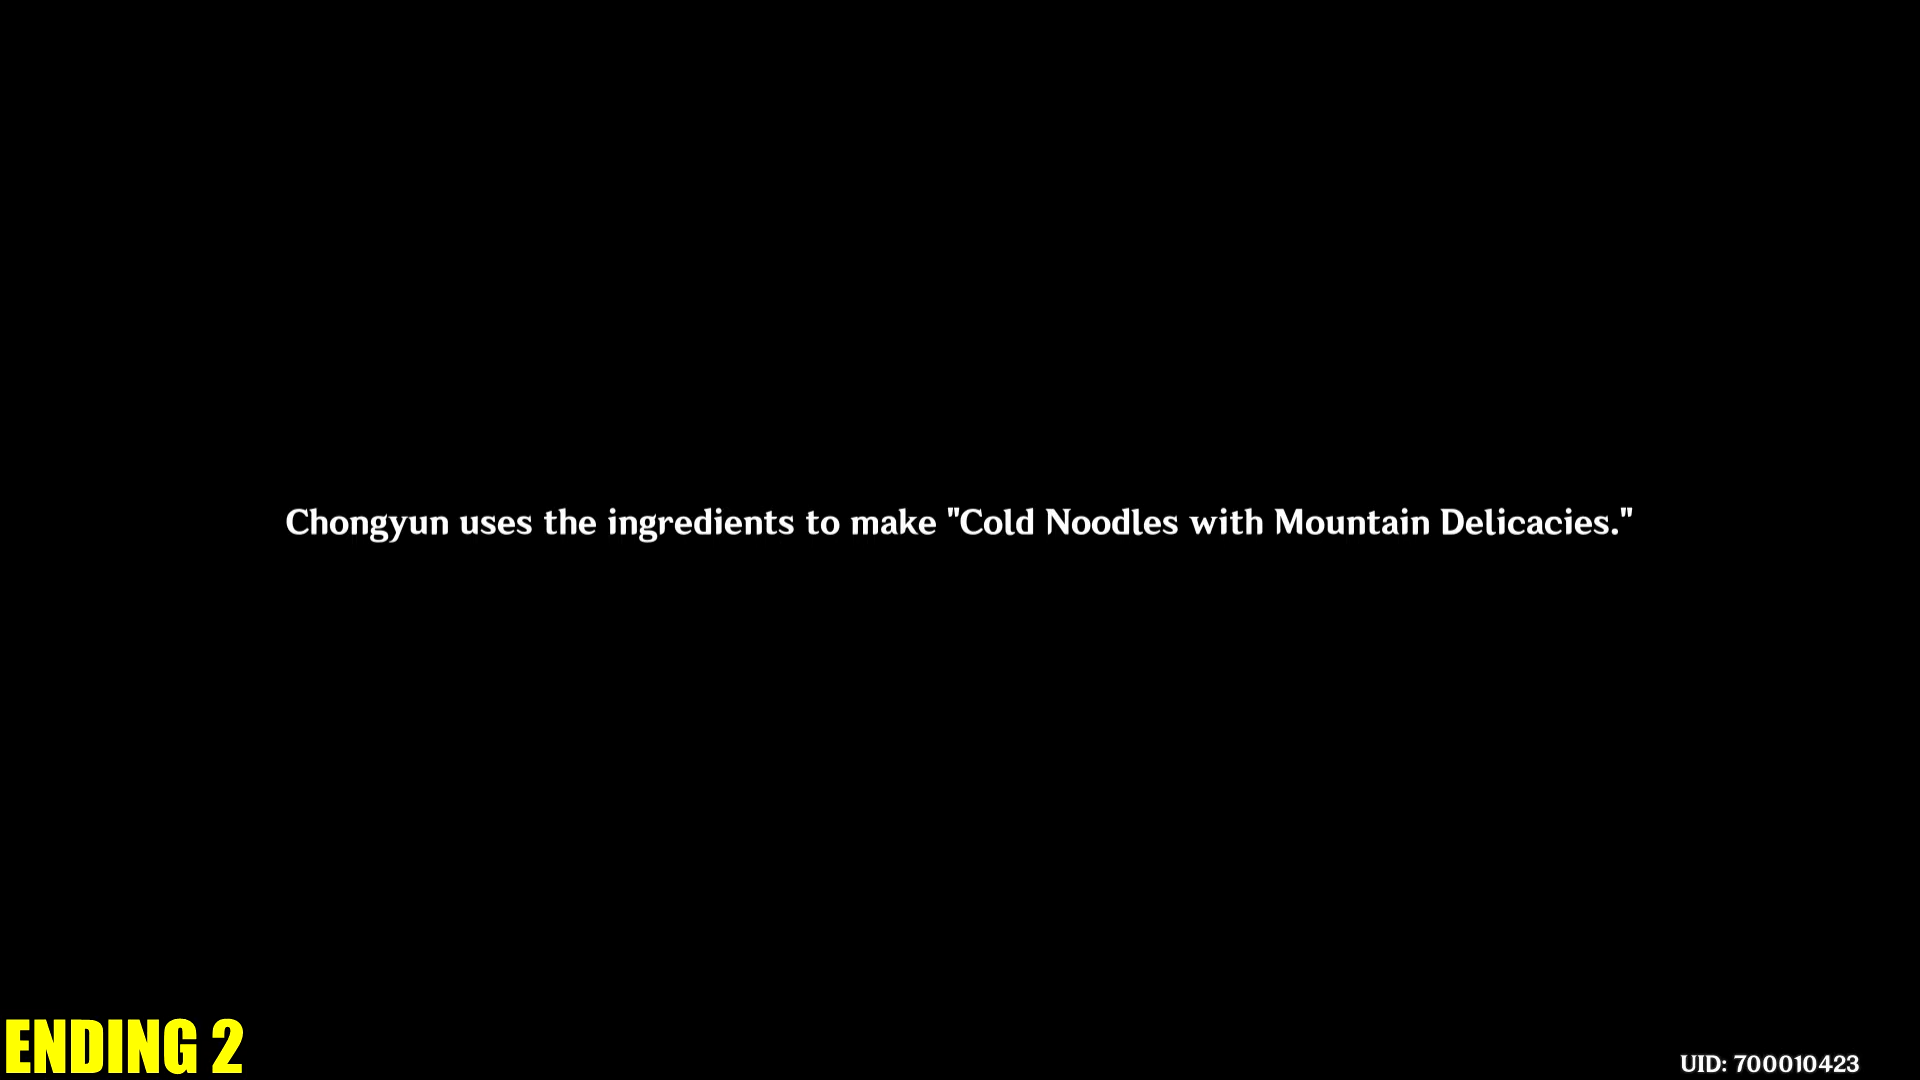 Chongyun uses the ingredients to make "Cold Noodles with Mountain Delicacies."
ENDING 2
UID: 700010423